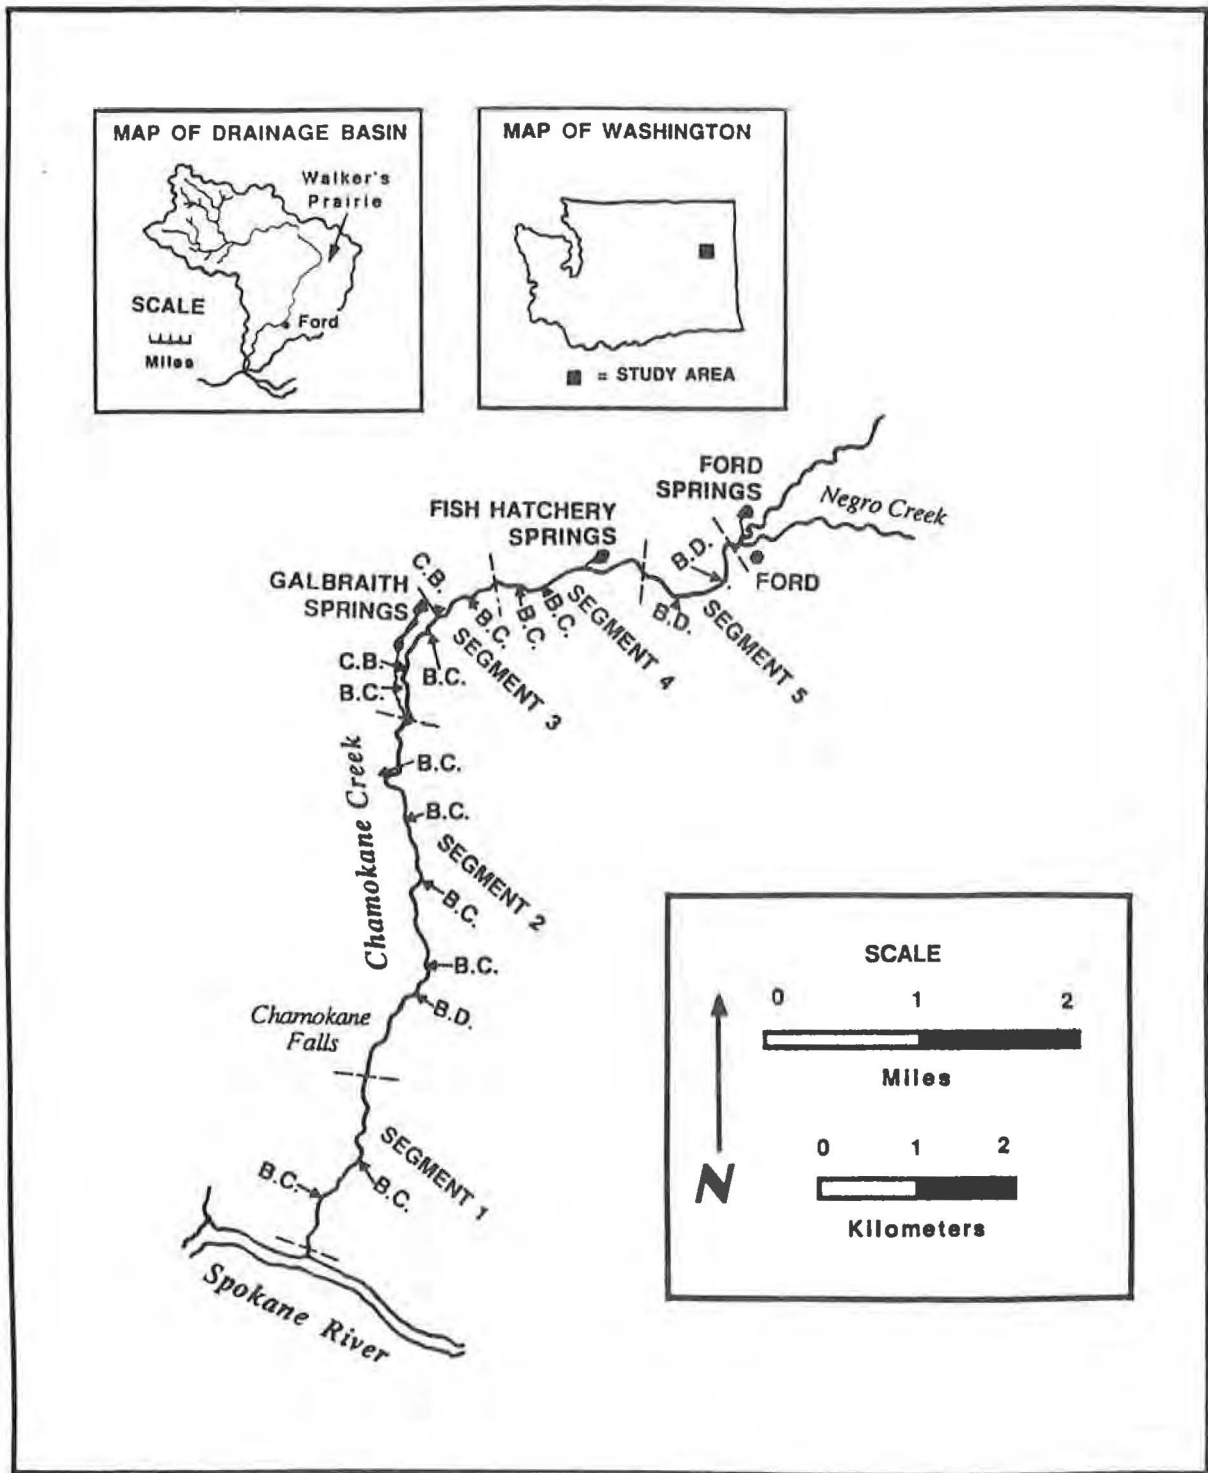 MAP OF DRAINAGE BASIN
Walker's
Prairie
SCALE
Ford
Miles
MAP OF WASHINGTON
= STUDY AREA
FORD
SPRINGS
Negro Creek
FISH HATCHERY
SPRINGS
B.D.
FORD
C.B.
GALBRAITH
SPRINGS
B.C.
B.C.
B.C.
SEGMENT 4
B.D.
SEGMENT 5
C.B.
B.C.
SEGMENT 3
B.C.
Chamokane Creek
B.C.
B.C.
SEGMENT 2
B.C.
B.C.
B.D.
Chamokane
Falls
SEGMENT 1
B.C.
B.C.
Spokane River
SCALE
0 1 2
Miles
0 1 2
Kilometers
N